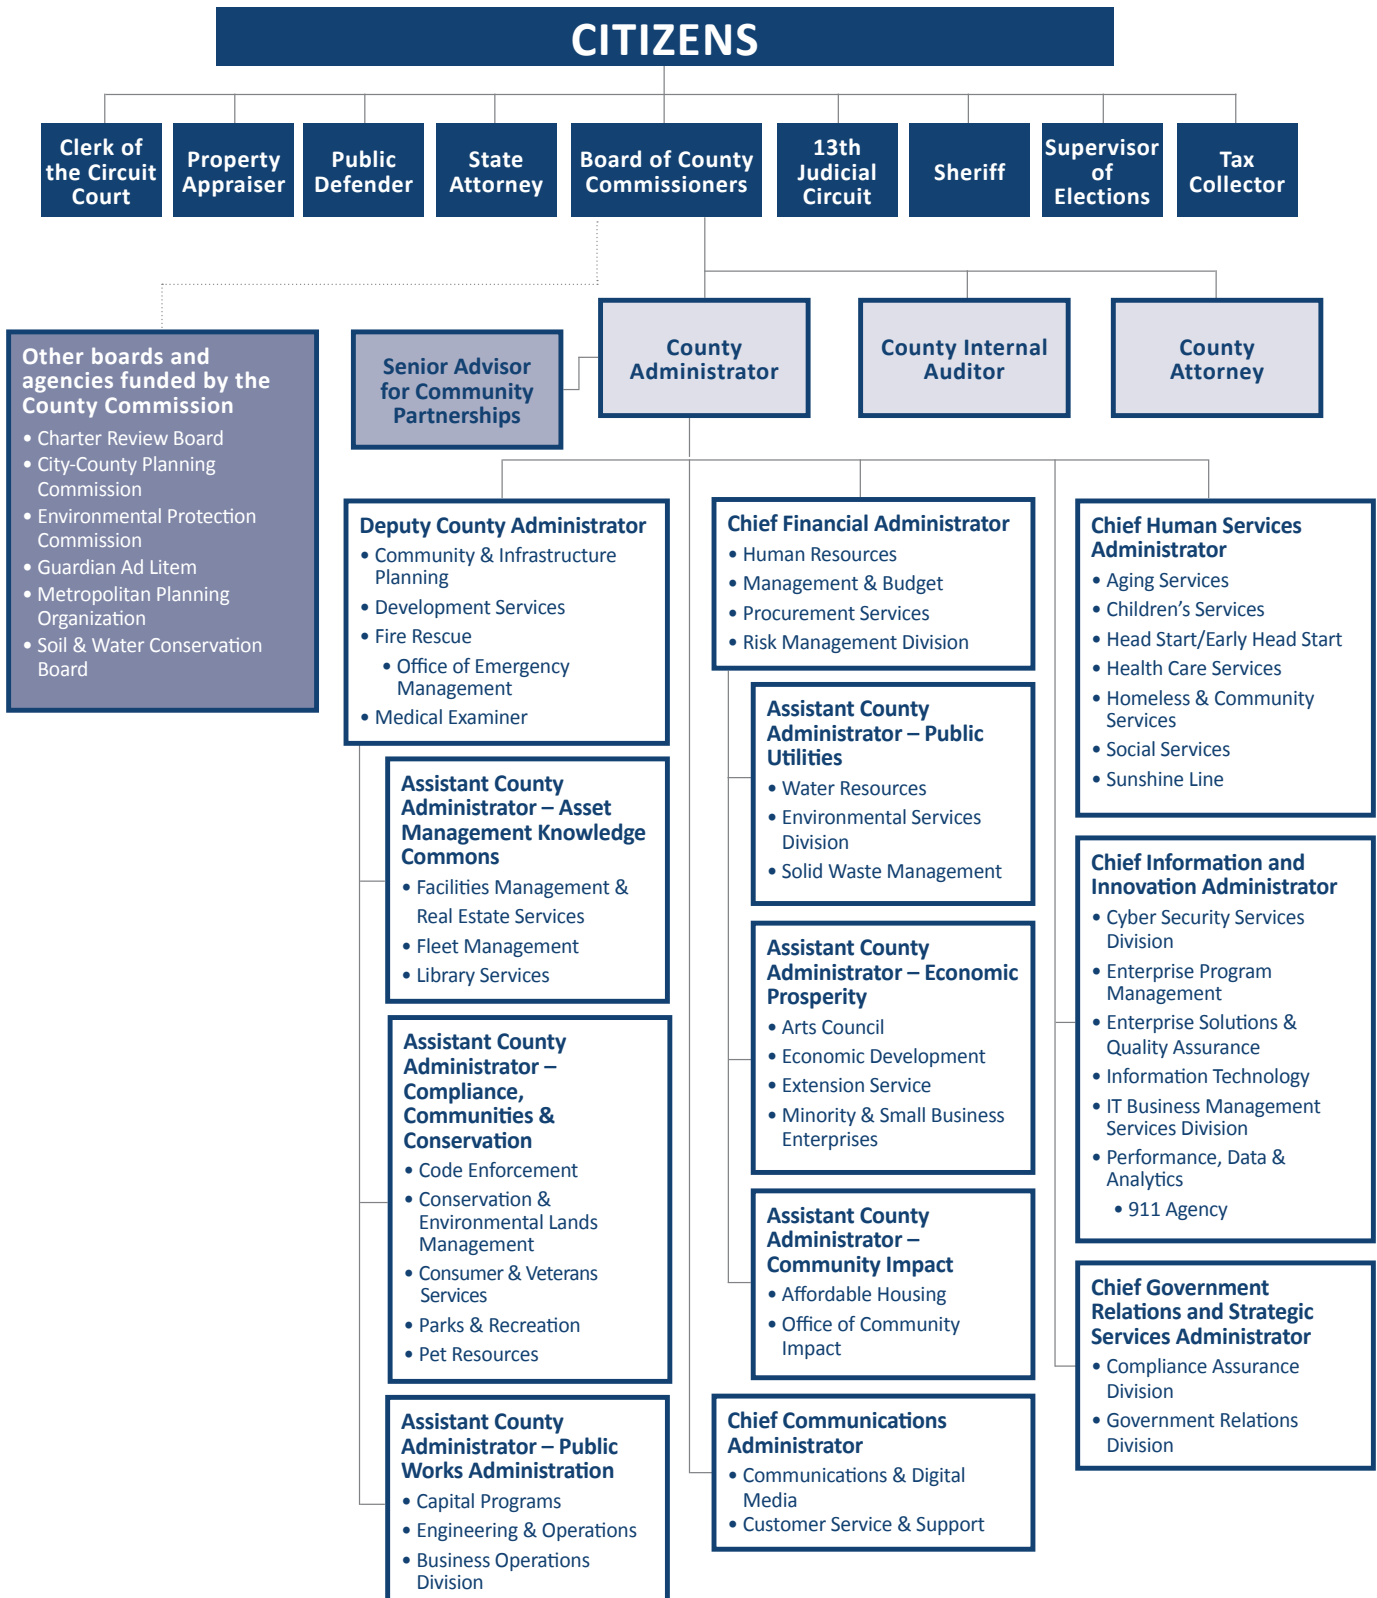 CITIZENS
Clerk of
the Circuit
Court
Property
Appraiser
Public
Defender
State
Attorney
Board of County
Commissioners
13th
Judicial
Circuit
Sheriff
Supervisor
of
Elections
Tax
Collector
Other boards and
agencies funded by the
County Commission
• Charter Review Board
• City-County Planning
Commission
• Environmental Protection
Commission
• Guardian Ad Litem
• Metropolitan Planning
Organization
• Soil & Water Conservation
Board
Senior Advisor
for Community
Partnerships
County
Administrator
County Internal
Auditor
County
Attorney
Deputy County Administrator
• Community & Infrastructure
Planning
• Development Services
• Fire Rescue
• Office of Emergency
Management
• Medical Examiner
Assistant County
Administrator – Asset
Management Knowledge
Commons
• Facilities Management &
Real Estate Services
• Fleet Management
• Library Services
Assistant County
Administrator –
Compliance,
Communities &
Conservation
• Code Enforcement
• Conservation &
Environmental Lands
Management
• Consumer & Veterans
Services
• Parks & Recreation
• Pet Resources
Assistant County
Administrator – Public
Works Administration
• Capital Programs
• Engineering & Operations
• Business Operations
Division
Chief Financial Administrator
• Human Resources
• Management & Budget
• Procurement Services
• Risk Management Division
Assistant County
Administrator – Public
Utilities
• Water Resources
• Environmental Services
Division
• Solid Waste Management
Assistant County
Administrator – Economic
Prosperity
• Arts Council
• Economic Development
• Extension Service
• Minority & Small Business
Enterprises
Assistant County
Administrator –
Community Impact
• Affordable Housing
• Office of Community
Impact
Chief Communications
Administrator
• Communications & Digital
Media
• Customer Service & Support
Chief Human Services
Administrator
• Aging Services
• Children’s Services
• Head Start/Early Head Start
• Health Care Services
• Homeless & Community
Services
• Social Services
• Sunshine Line
Chief Information and
Innovation Administrator
• Cyber Security Services
Division
• Enterprise Program
Management
• Enterprise Solutions &
Quality Assurance
• Information Technology
• IT Business Management
Services Division
• Performance, Data &
Analytics
• 911 Agency
Chief Government
Relations and Strategic
Services Administrator
• Compliance Assurance
Division
• Government Relations
Division